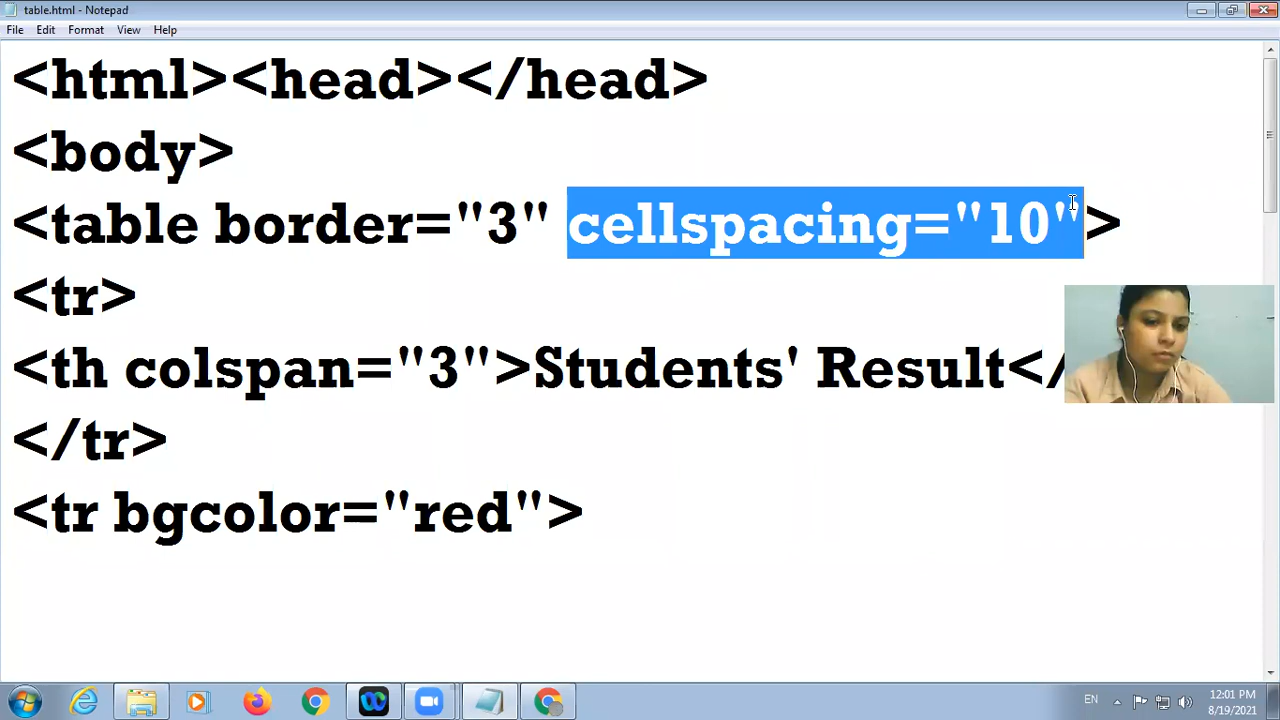 table.html - Notepad
File Edit Format View Help
<html><head></head>
<body>
<table border="3" cellspacing="10">
<tr>
<th colspan="3">Students' Result</
</tr>
<tr bgcolor="red">
EN
12:01 PM
8/19/2021